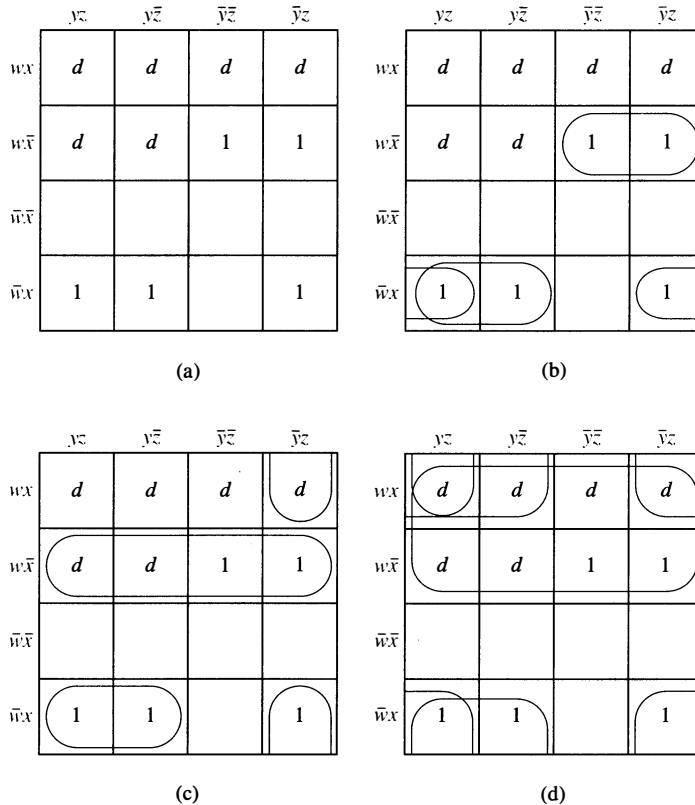 yz yz̄ ȳz̄ ȳz
wx d d d d
wx̄ d d 1 1
w̄x̄
w̄x 1 1 1
(a)
yz yz̄ ȳz̄ ȳz
wx d d d d
wx̄ d d 1 1
w̄x̄
w̄x 1 1 1
(b)
yz yz̄ ȳz̄ ȳz
wx d d d d
wx̄ d d 1 1
w̄x̄
w̄x 1 1 1
(c)
yz yz̄ ȳz̄ ȳz
wx d d d d
wx̄ d d 1 1
w̄x̄
w̄x 1 1 1
(d)